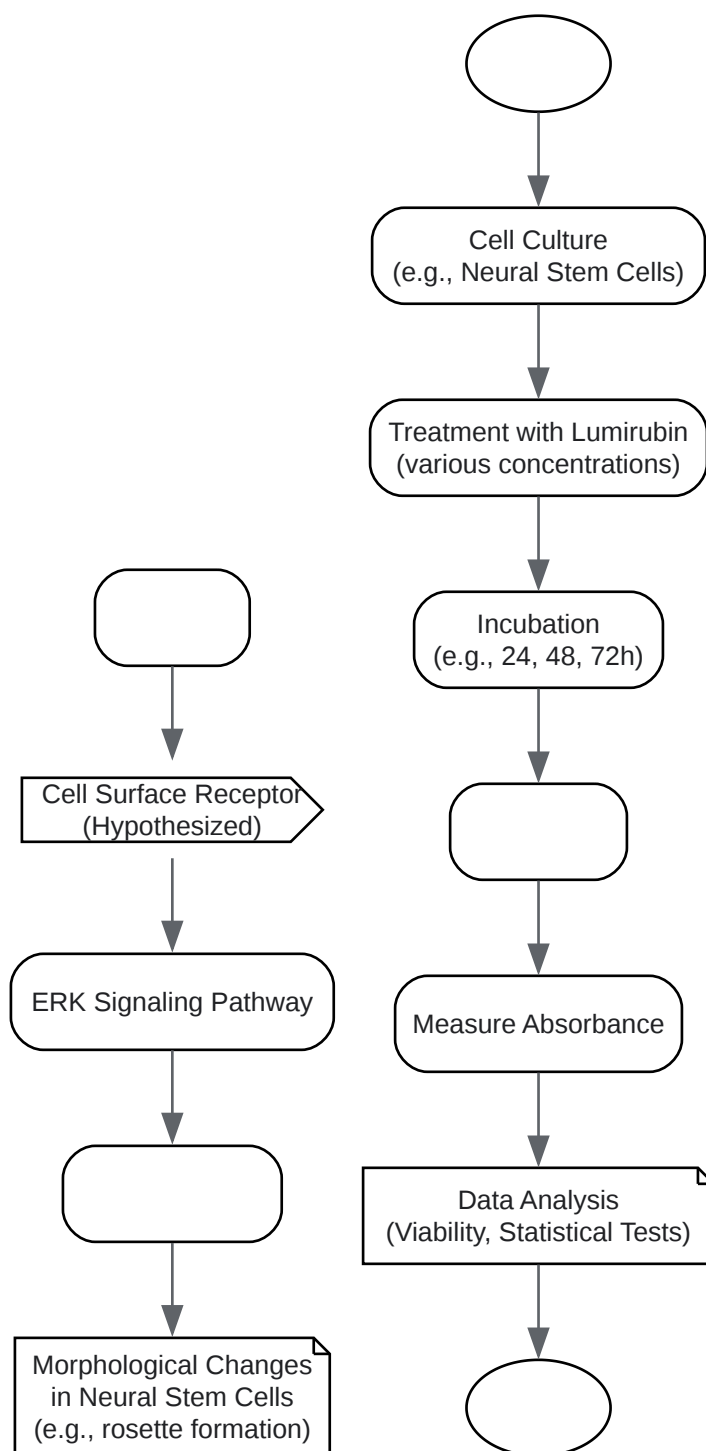 Cell Culture
(e.g., Neural Stem Cells)
Treatment with Lumirubin
(various concentrations)
Incubation
(e.g., 24, 48, 72h)
Measure Absorbance
Data Analysis
(Viability, Statistical Tests)
Cell Surface Receptor
(Hypothesized)
ERK Signaling Pathway
Morphological Changes
in Neural Stem Cells
(e.g., rosette formation)